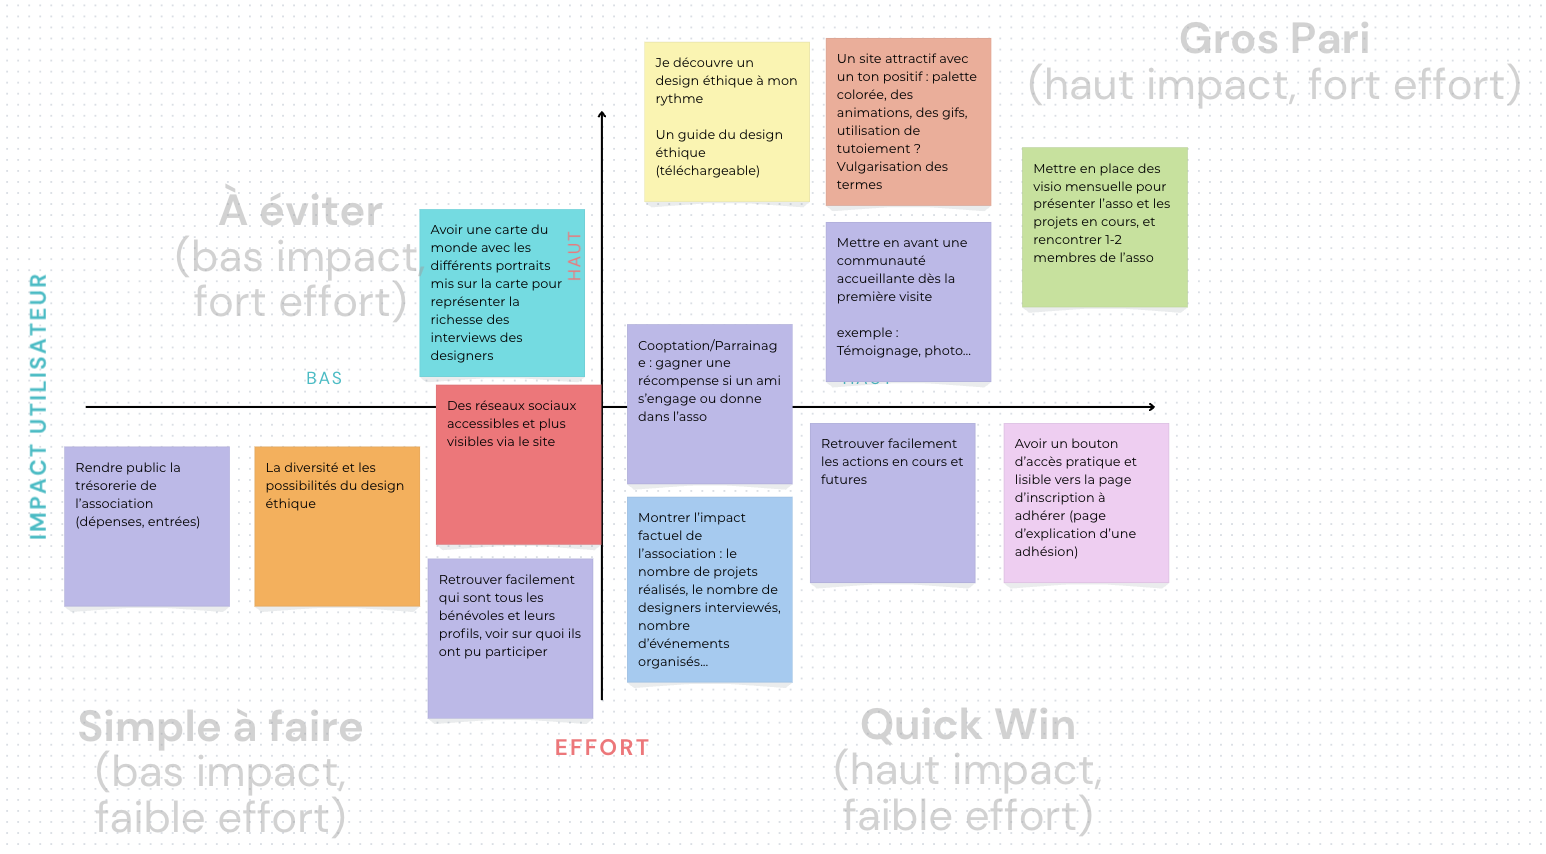 Gros Pari
(haut impact, fort effort)
Je découvre un
design éthique à mon
rythme
Un guide du design
éthique
(téléchargeable)
Un site attractif avec
un ton positif : palette
colorée, des
animations, des gifs,
utilisation de
tutoiement ?
Vulgarisation des
termes
Mettre en place des
visio mensuelle pour
présenter l'asso et les
projets en cours, et
rencontrer 1-2
membres de l'asso
À éviter
(bas impact,
fort effort)
Avoir une carte du
monde avec les
différents portraits
mis sur la carte pour
représenter la
richesse des
interviews des
designers
HAUT
Mettre en avant une
communauté
accueillante dès la
première visite
exemple :
Témoignage, photo...
IMPACT UTILISATEUR
BAS
HAUT
Cooptation/Parrainag
e : gagner une
récompense si un ami
s'engage ou donne
dans l'asso
Des réseaux sociaux
accessibles et plus
visibles via le site
Rendre public la
trésorerie de
l'association
(dépenses, entrées)
La diversité et les
possibilités du design
éthique
Retrouver facilement
les actions en cours et
futures
Avoir un bouton
d'accès pratique et
lisible vers la page
d'inscription à
adhérer (page
d'explication d'une
adhésion)
Montrer l'impact
factuel de
l'association : le
nombre de projets
réalisés, le nombre de
designers interviewés,
nombre
d'événements
organisés...
Retrouver facilement
qui sont tous les
bénévoles et leurs
profils, voir sur quoi ils
ont pu participer
Simple à faire
(bas impact,
faible effort)
EFFORT
Quick Win
(haut impact,
faible effort)